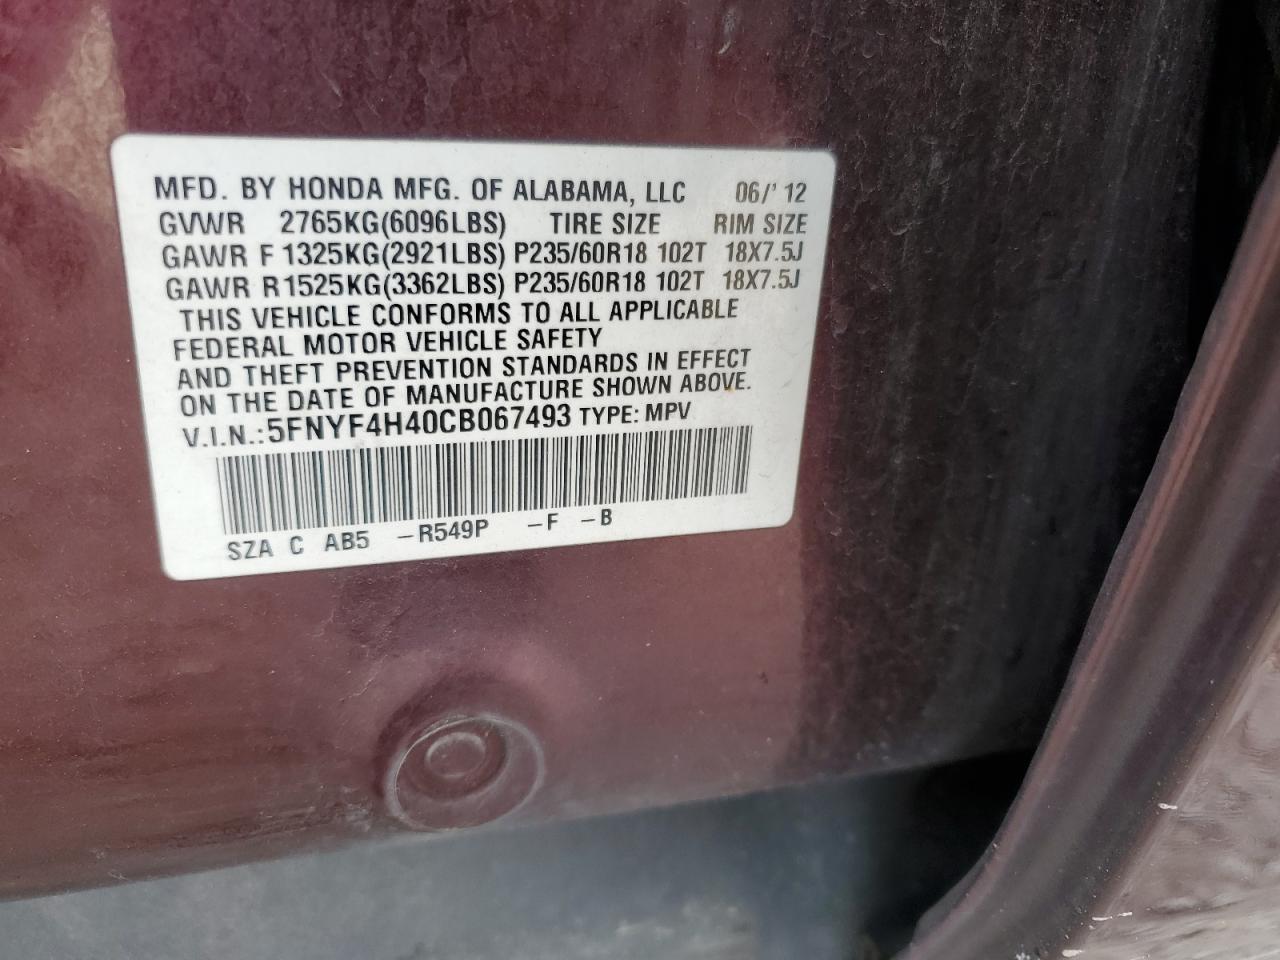 MFD. BY HONDA MFG. OF ALABAMA, LLC 06/' 12
GVWR 2765KG(6096LBS) TIRE SIZE RIM SIZE
GAWR F 1325KG(2921LBS) P235/60R18 102T 18X7.5J
GAWR R 1525KG(3362LBS) P235/60R18 102T 18X7.5J
THIS VEHICLE CONFORMS TO ALL APPLICABLE
FEDERAL MOTOR VEHICLE SAFETY
AND THEFT PREVENTION STANDARDS IN EFFECT
ON THE DATE OF MANUFACTURE SHOWN ABOVE.
V.I.N.: 5FNYF4H40CB067493 TYPE: MPV
SZA C AB5 -R549P -F -B